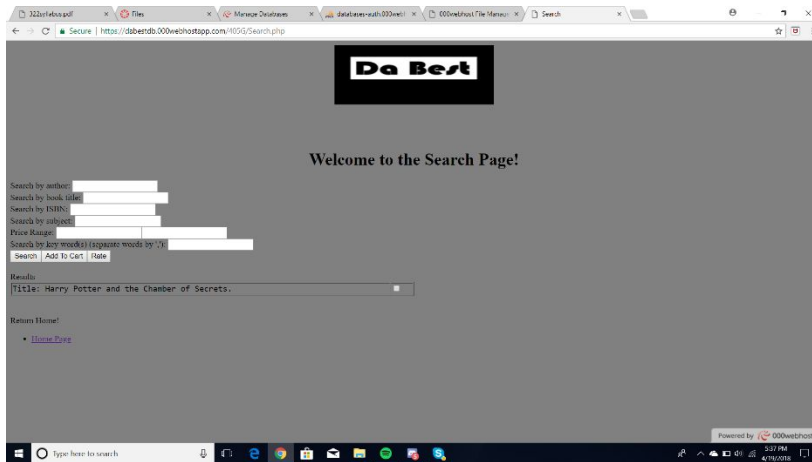 322syllabus.pdf × Files × Manage Databases × databases-auth.000webh × 000webhost File Manage × Search ×
Secure | https://dabestdb.000webhostapp.com/405G/Search.php
Da Best
Welcome to the Search Page!
Search by author:
Search by book title:
Search by ISBN:
Search by subject:
Price Range:
Search by key word(s) (separate words by ','):
Search Add To Cart Rate
Results
Title: Harry Potter and the Chamber of Secrets.
Return Home!
• Home Page
Powered by 000webhost
Type here to search
5:37 PM
4/19/2018